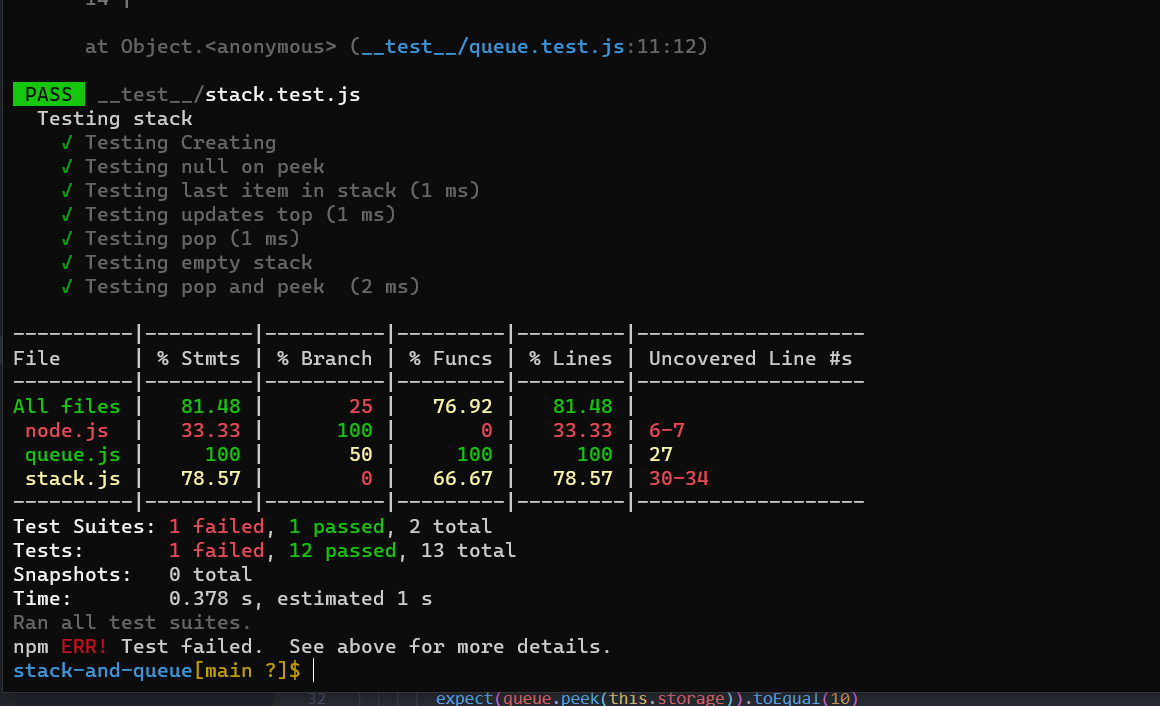 14 |
at Object.<anonymous> (__test__/queue.test.js:11:12)
PASS __test__/stack.test.js
Testing stack
√ Testing Creating
√ Testing null on peek
√ Testing last item in stack (1 ms)
√ Testing updates top (1 ms)
√ Testing pop (1 ms)
√ Testing empty stack
√ Testing pop and peek  (2 ms)
----------|---------|----------|---------|---------|-------------------
File      | % Stmts | % Branch | % Funcs | % Lines | Uncovered Line #s
----------|---------|----------|---------|---------|-------------------
All files |   81.48 |       25 |   76.92 |   81.48 |
 node.js  |   33.33 |      100 |       0 |   33.33 | 6-7
 queue.js |     100 |       50 |     100 |     100 | 27
 stack.js |   78.57 |        0 |   66.67 |   78.57 | 30-34
----------|---------|----------|---------|---------|-------------------
Test Suites: 1 failed, 1 passed, 2 total
Tests:       1 failed, 12 passed, 13 total
Snapshots:   0 total
Time:        0.378 s, estimated 1 s
Ran all test suites.
npm ERR! Test failed.  See above for more details.
stack-and-queue[main ?]$
32 expect(queue.peek(this.storage)).toEqual(10)